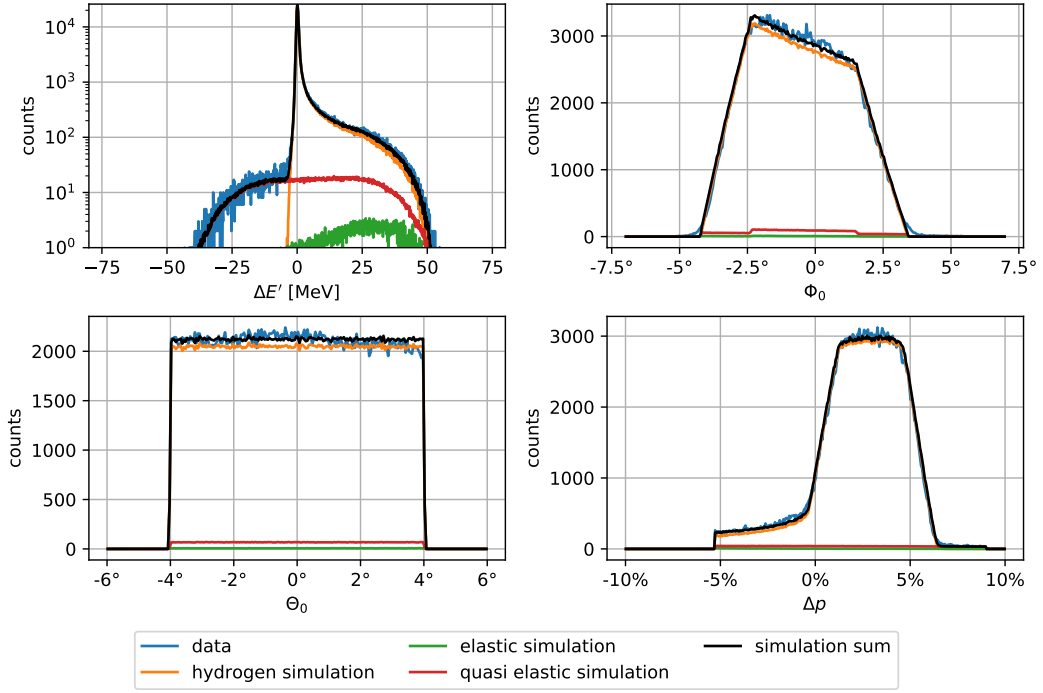 10⁴
10³
10²
10¹
10⁰
counts
−75 −50 −25 0 25 50 75
ΔE′ [MeV]
3000
2000
1000
0
counts
-7.5° -5° -2.5° 0° 2.5° 5° 7.5°
Φ₀
2000
1500
1000
500
0
counts
-6° -4° -2° 0° 2° 4° 6°
Θ₀
3000
2000
1000
0
counts
-10% -5% 0% 5% 10%
Δp
data
hydrogen simulation
elastic simulation
quasi elastic simulation
simulation sum